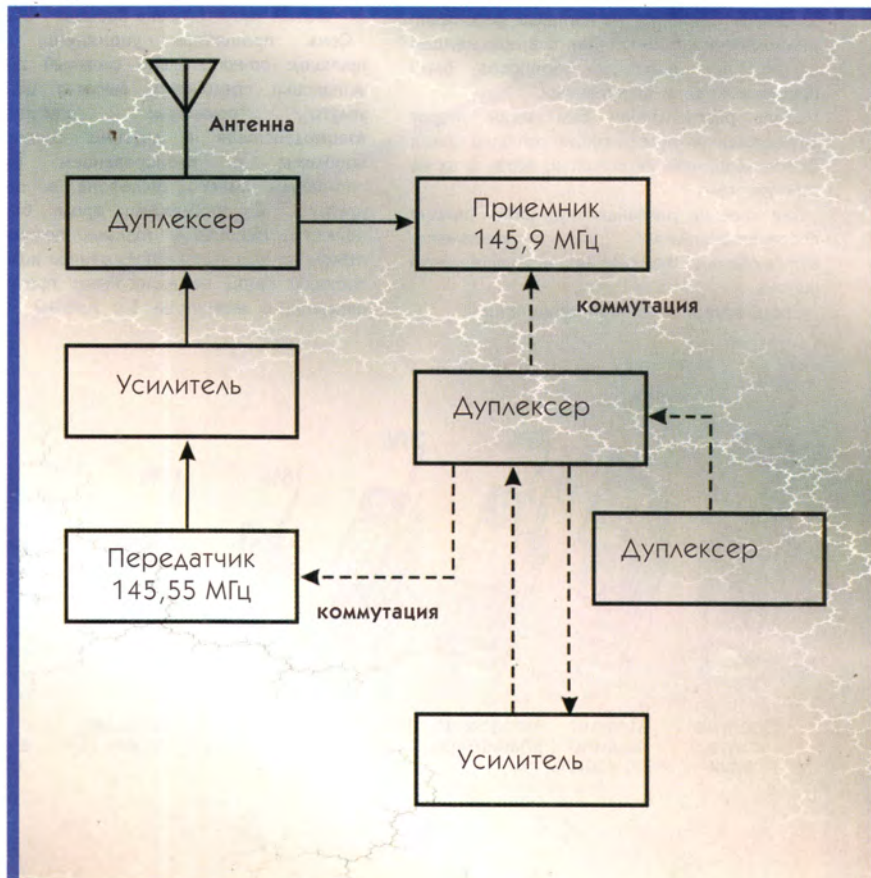 Антенна
Дуплексер
Приемник
145,9 МГц
коммутация
Усилитель
Дуплексер
Передатчик
145,55 МГц
Дуплексер
коммутация
Усилитель